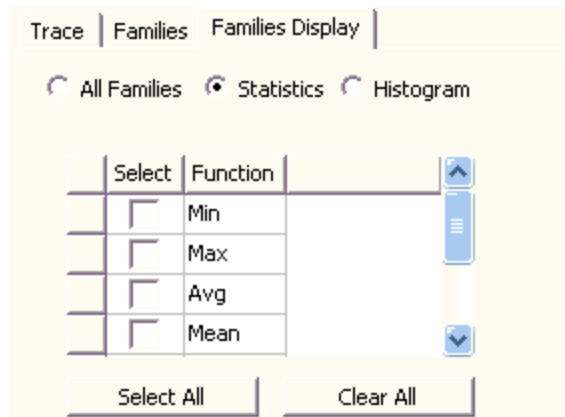 Trace Families Families Display
All Families Statistics Histogram
Select Function
Min
Max
Avg
Mean
Select All Clear All